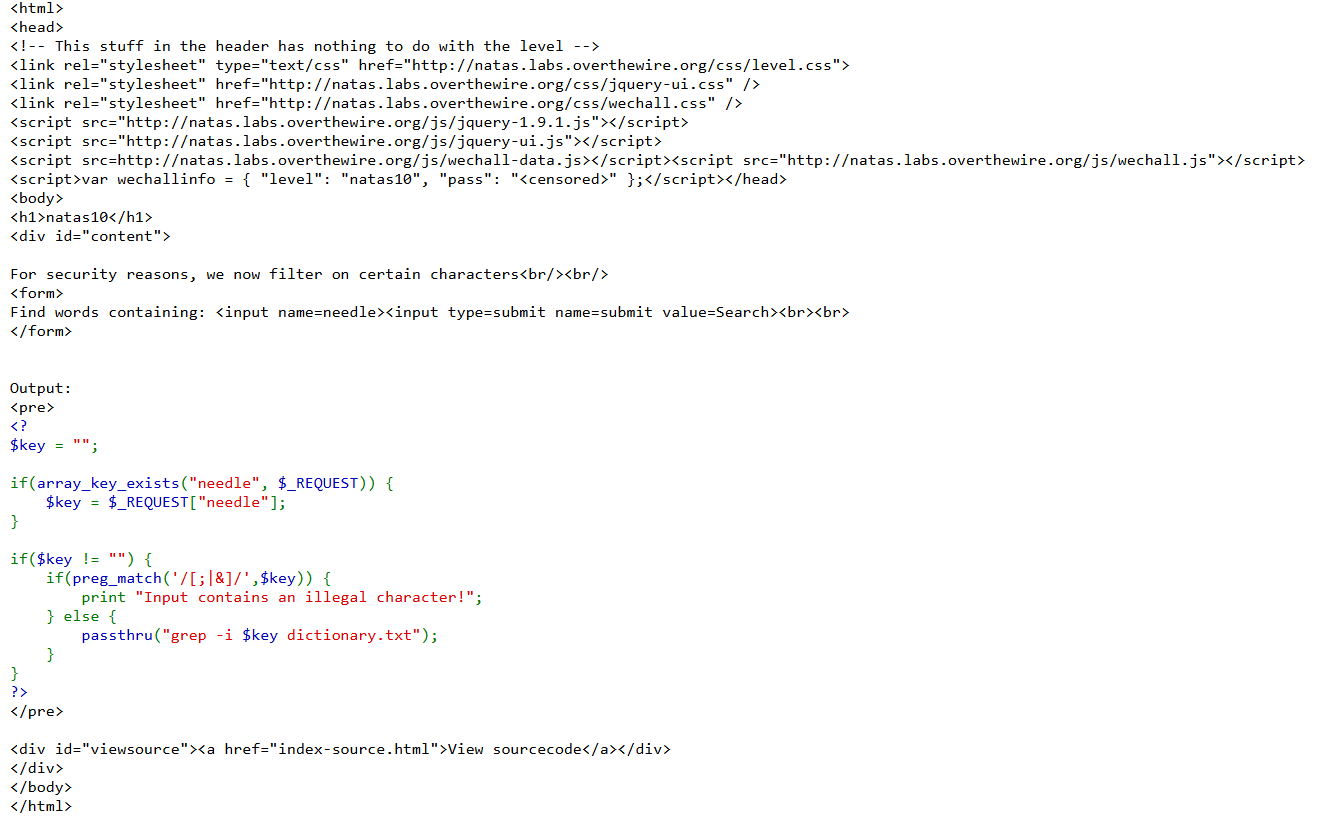 <html>
<head>
<!-- This stuff in the header has nothing to do with the level -->
<link rel="stylesheet" type="text/css" href="http://natas.labs.overthewire.org/css/level.css">
<link rel="stylesheet" href="http://natas.labs.overthewire.org/css/jquery-ui.css" />
<link rel="stylesheet" href="http://natas.labs.overthewire.org/css/wechall.css" />
<script src="http://natas.labs.overthewire.org/js/jquery-1.9.1.js"></script>
<script src="http://natas.labs.overthewire.org/js/jquery-ui.js"></script>
<script src=http://natas.labs.overthewire.org/js/wechall-data.js></script><script src="http://natas.labs.overthewire.org/js/wechall.js"></script>
<script>var wechallinfo = { "level": "natas10", "pass": "<censored>" };</script></head>
<body>
<h1>natas10</h1>
<div id="content">

For security reasons, we now filter on certain characters<br/><br/>
<form>
Find words containing: <input name=needle><input type=submit name=submit value=Search><br><br>
</form>


Output:
<pre>
<?
$key = "";

if(array_key_exists("needle", $_REQUEST)) {
    $key = $_REQUEST["needle"];
}

if($key != "") {
    if(preg_match('/[;|&]/',$key)) {
        print "Input contains an illegal character!";
    } else {
        passthru("grep -i $key dictionary.txt");
    }
}
?>
</pre>

<div id="viewsource"><a href="index-source.html">View sourcecode</a></div>
</div>
</body>
</html>